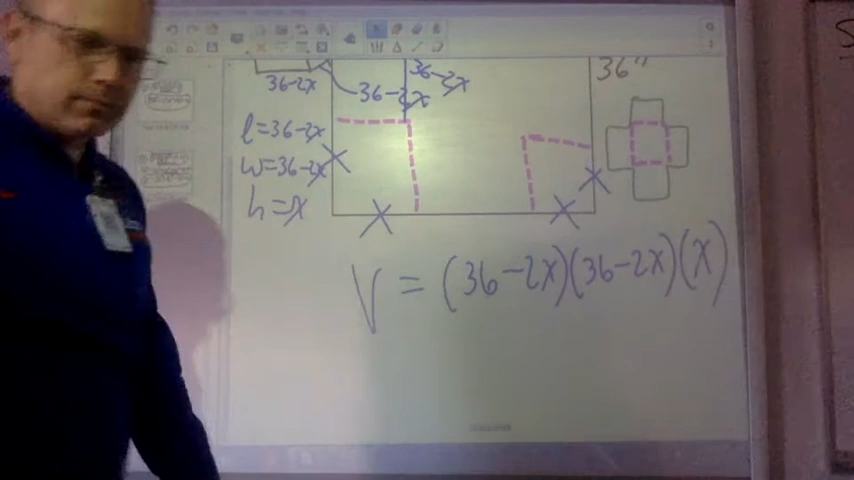 36-2x
36-2x
36-2x
36"
l=36-2x
w=36-2x
h=x
x
x
x
x
V = (36-2x)(36-2x)(x)